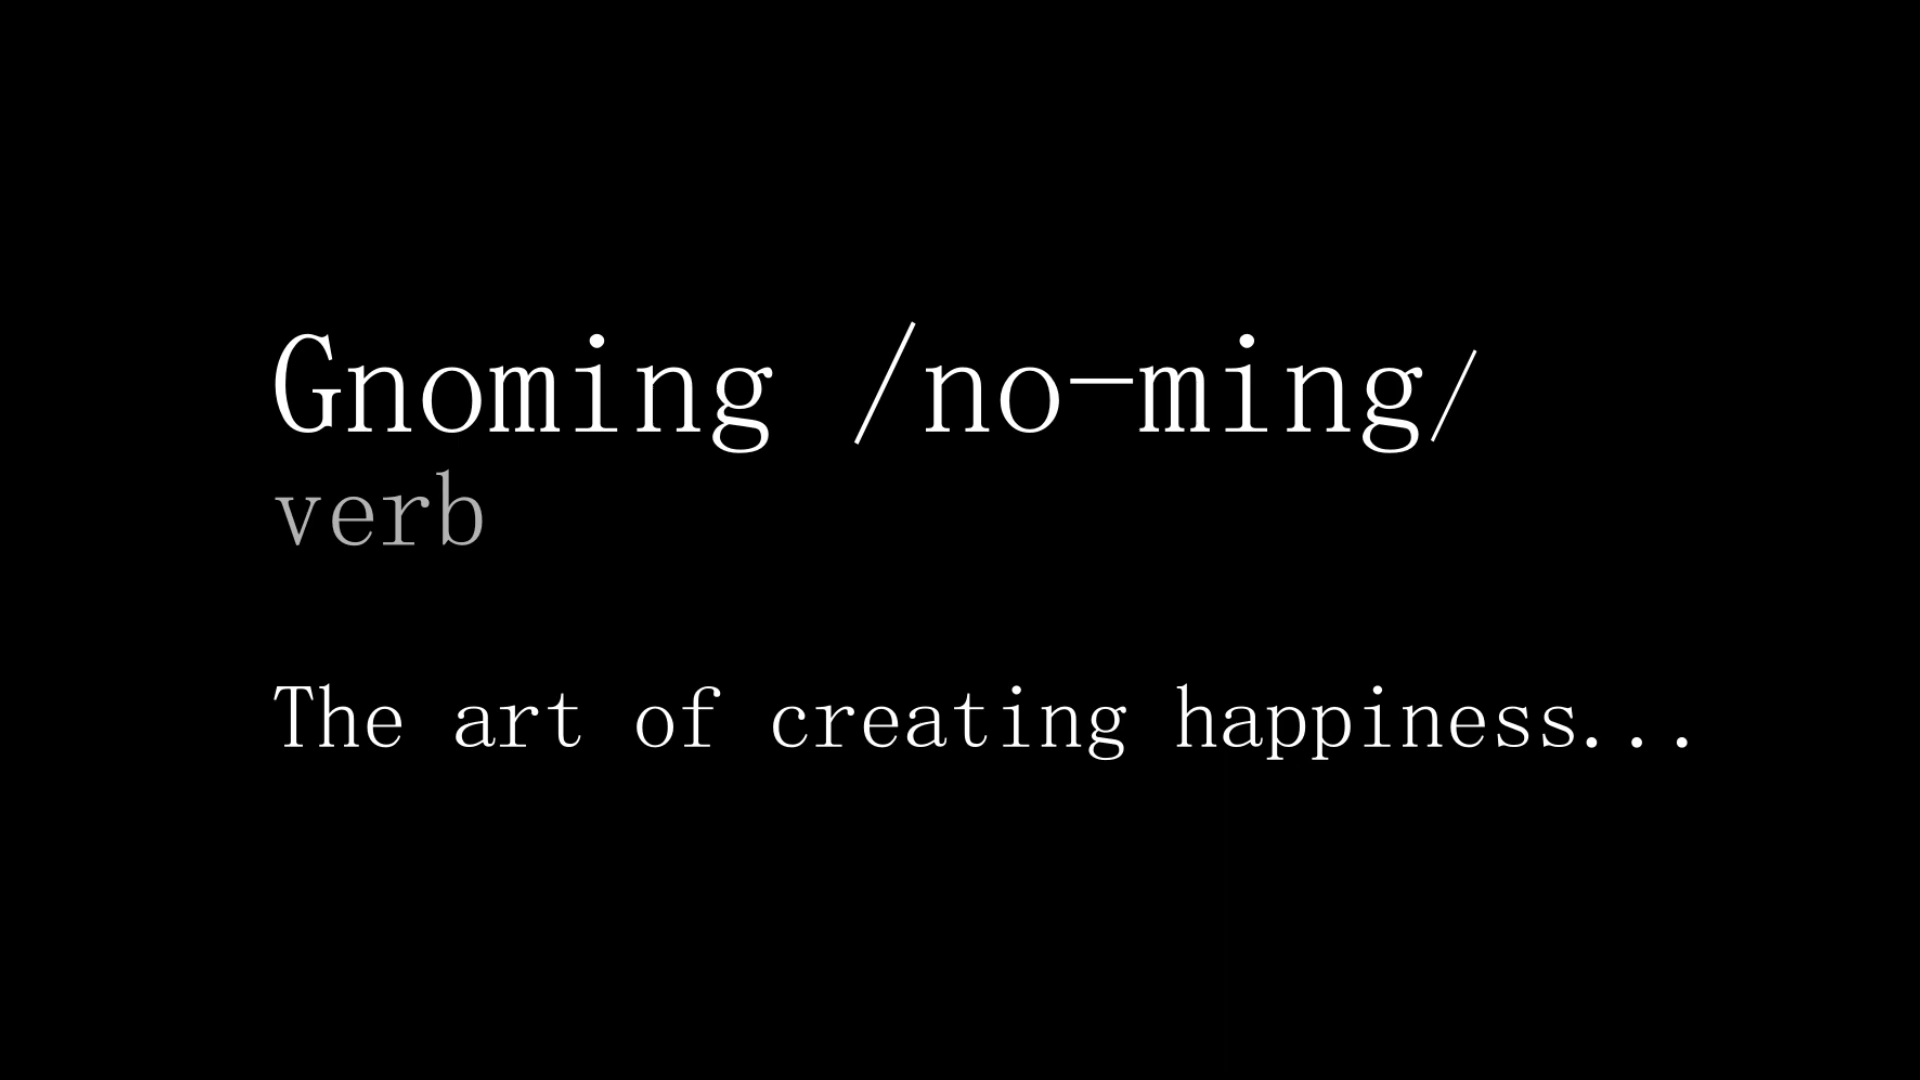 Gnoming /no-ming/
verb
The art of creating happiness...